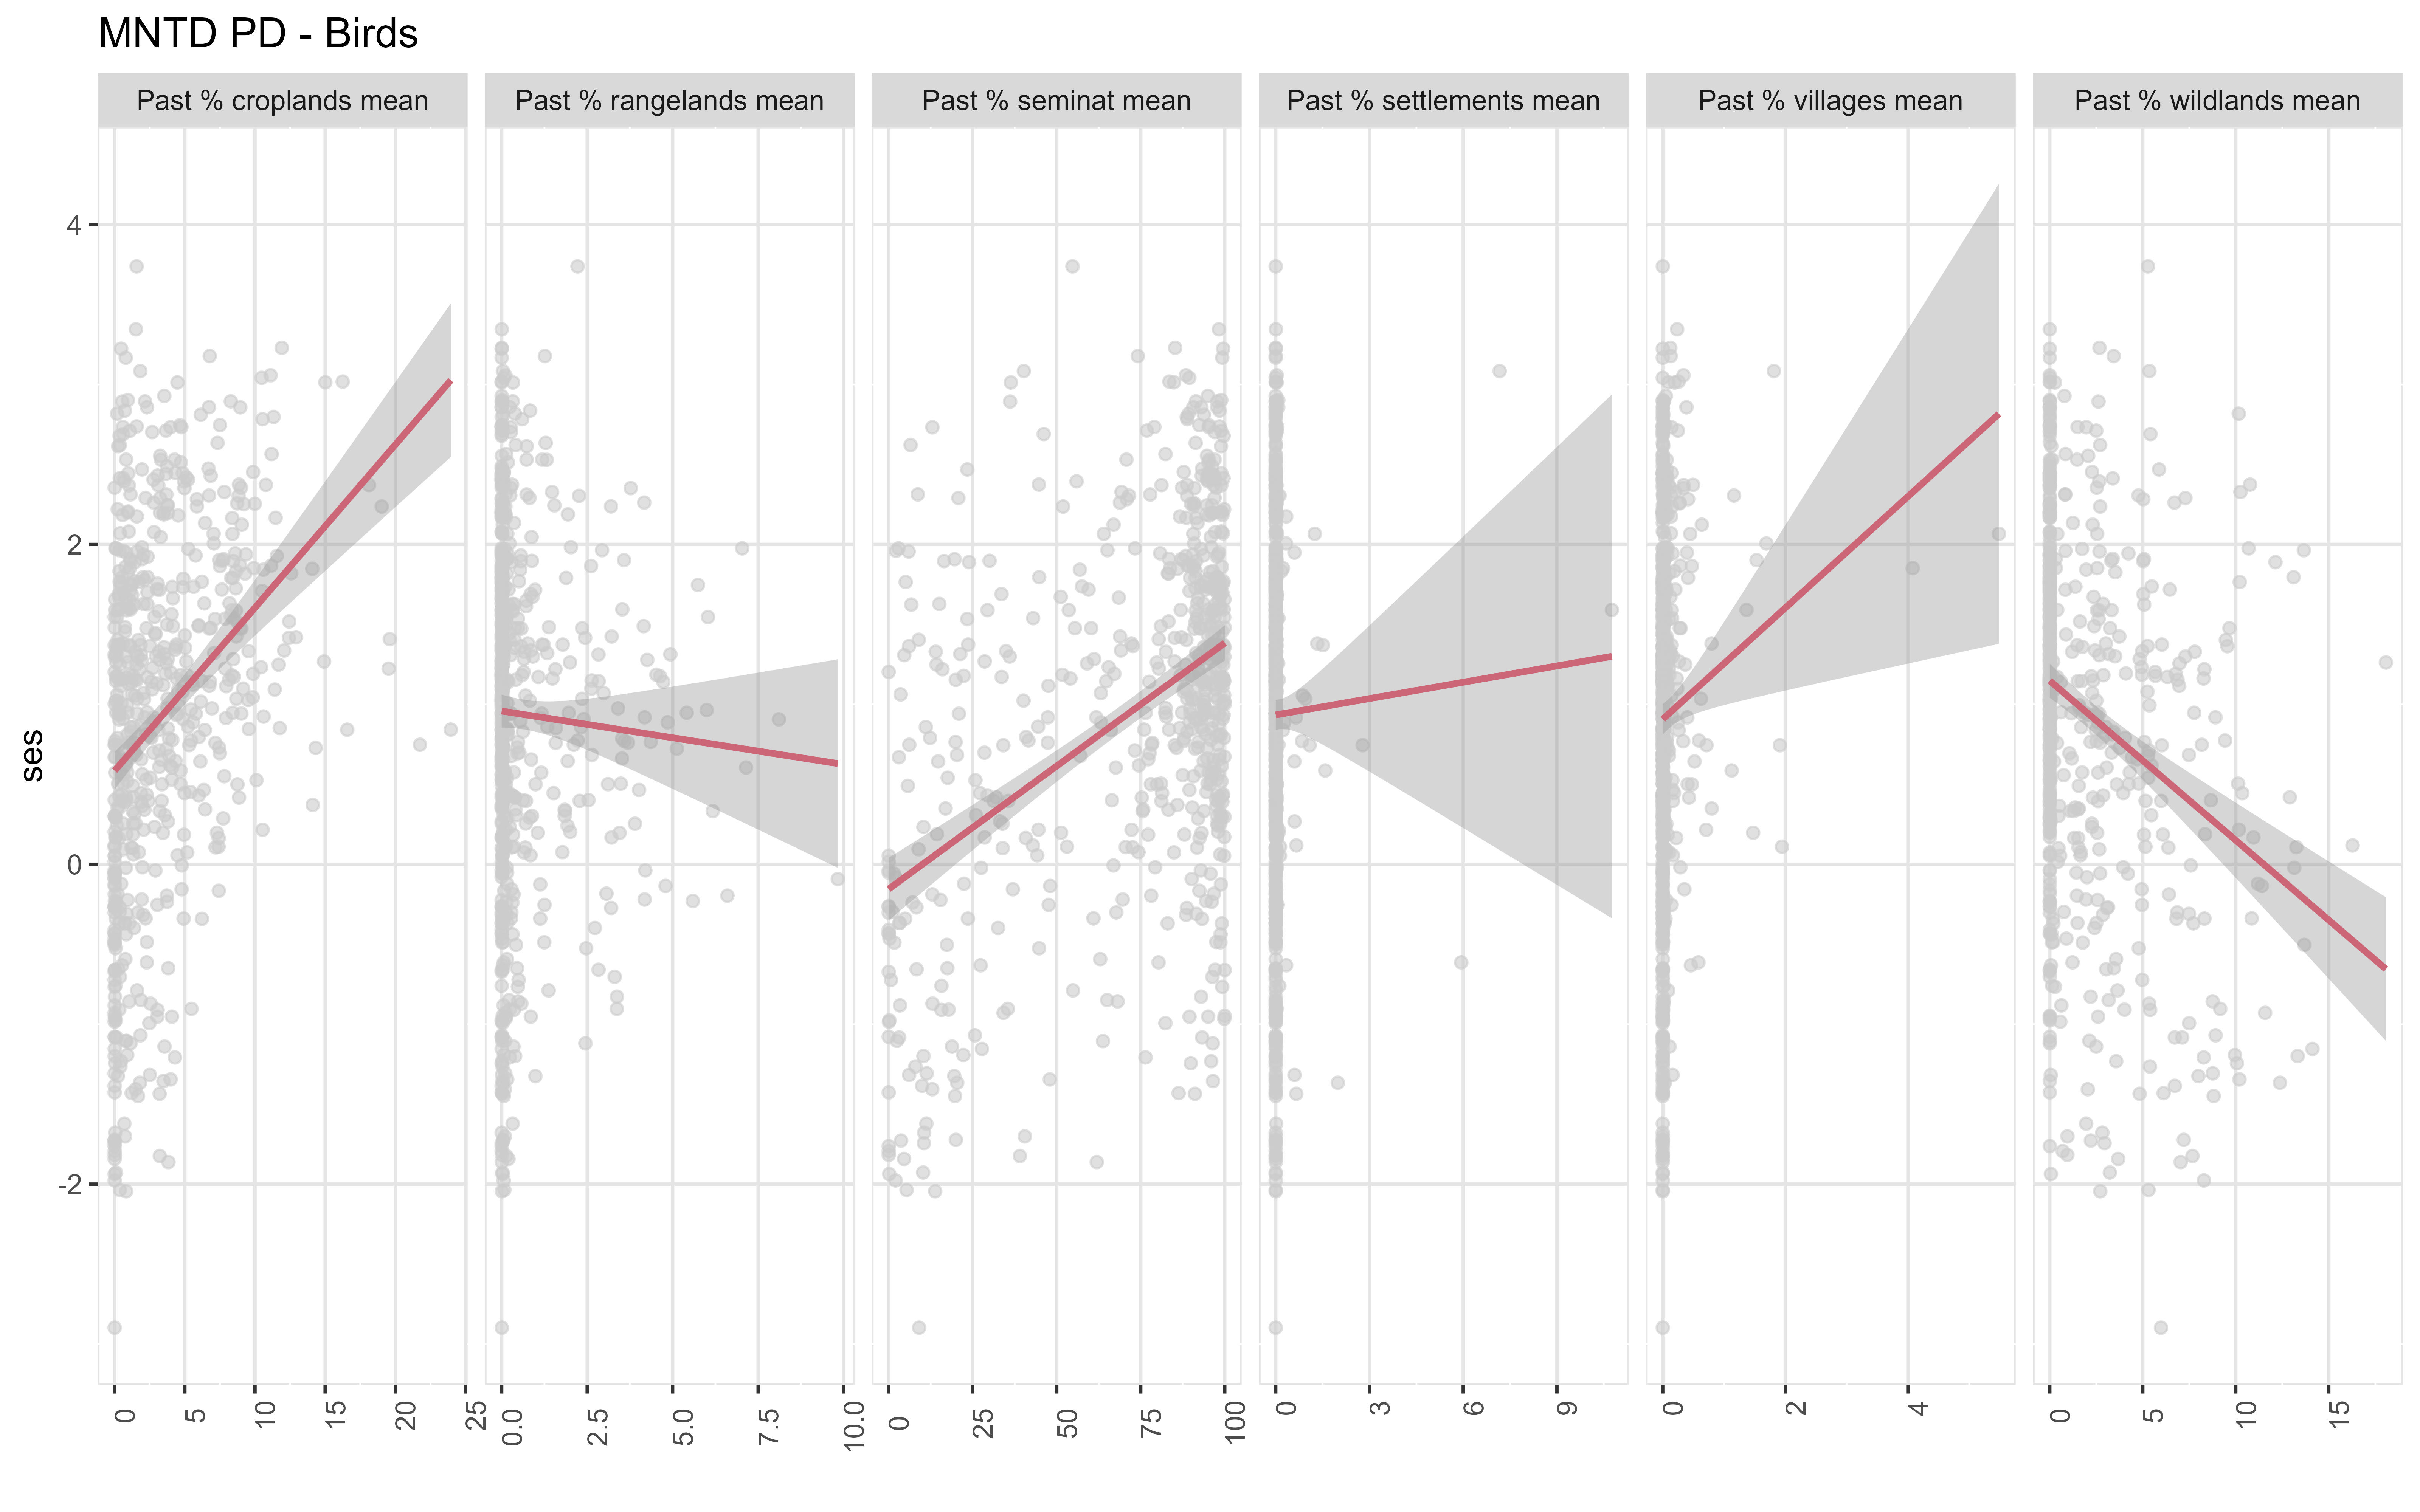 MNTD PD - Birds
Past % croplands mean
Past % rangelands mean
Past % seminat mean
Past % settlements mean
Past % villages mean
Past % wildlands mean
ses
4
2
0
-2
0 5 10 15 20 25
0.0 2.5 5.0 7.5 10.0
0 25 50 75 100
0 3 6 9
0 2 4
0 5 10 15